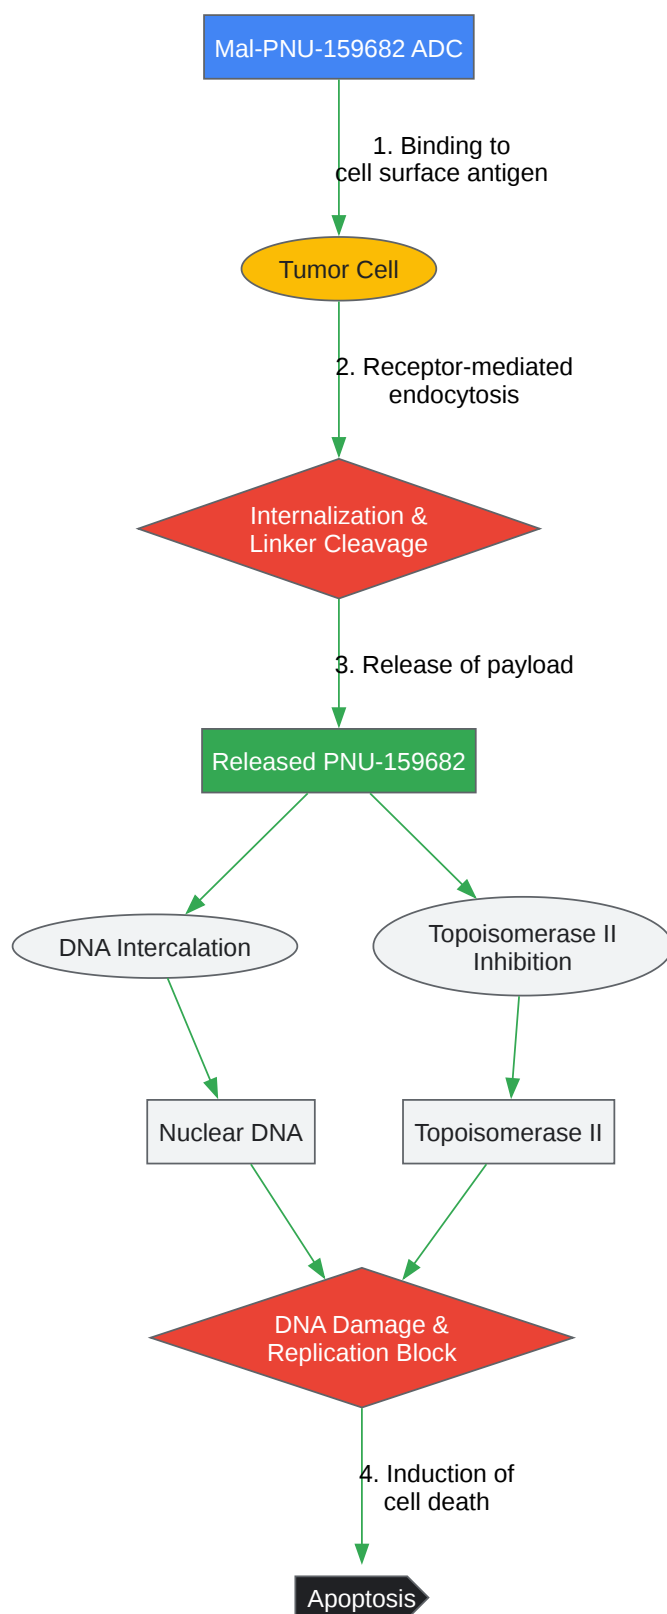 Mal-PNU-159682 ADC
1. Binding to
cell surface antigen
Tumor Cell
2. Receptor-mediated
endocytosis
Internalization &
Linker Cleavage
3. Release of payload
Released PNU-159682
DNA Intercalation
Topoisomerase II
Inhibition
Nuclear DNA
Topoisomerase II
DNA Damage &
Replication Block
4. Induction of
cell death
Apoptosis